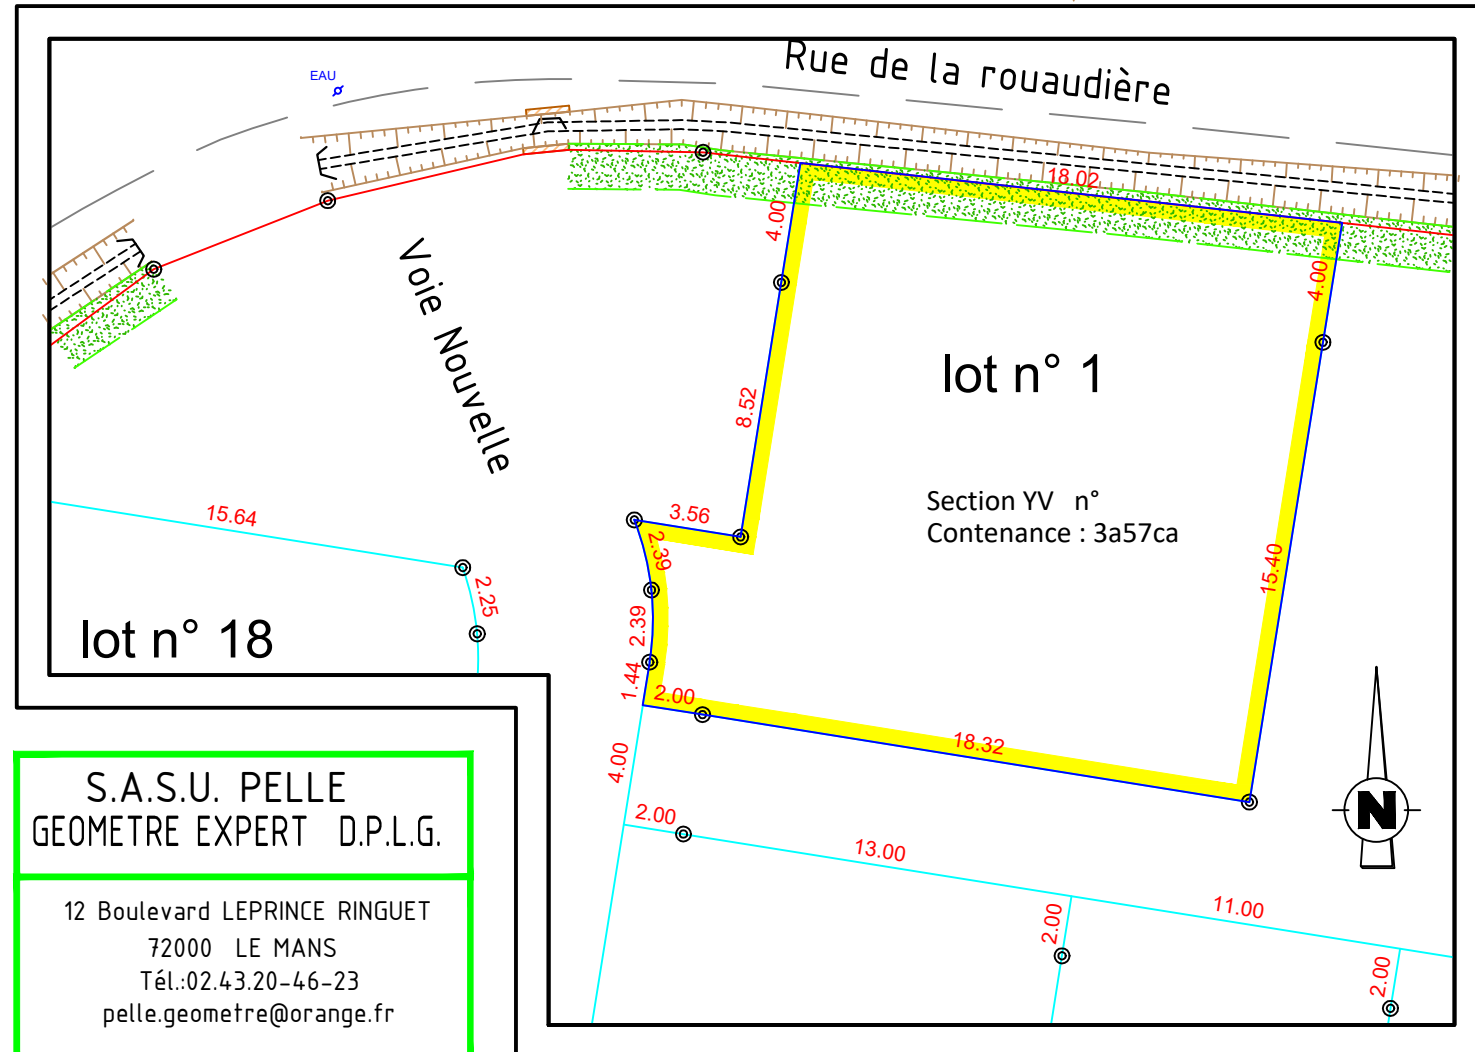 EAU
Rue de la rouaudière
18.02
4.00
4.00
Voie Nouvelle
lot n° 1
8.52
Section YV n°
Contenance : 3a57ca
15.64
3.56
2.39
15.40
2.25
2.39
lot n° 18
1.44
2.00
18.32
4.00
2.00
13.00
11.00
2.00
2.00
N
S.A.S.U. PELLE
GEOMETRE EXPERT D.P.L.G.
12 Boulevard LEPRINCE RINGUET
72000 LE MANS
Tél.:02.43.20-46-23
pelle.geometre@orange.fr